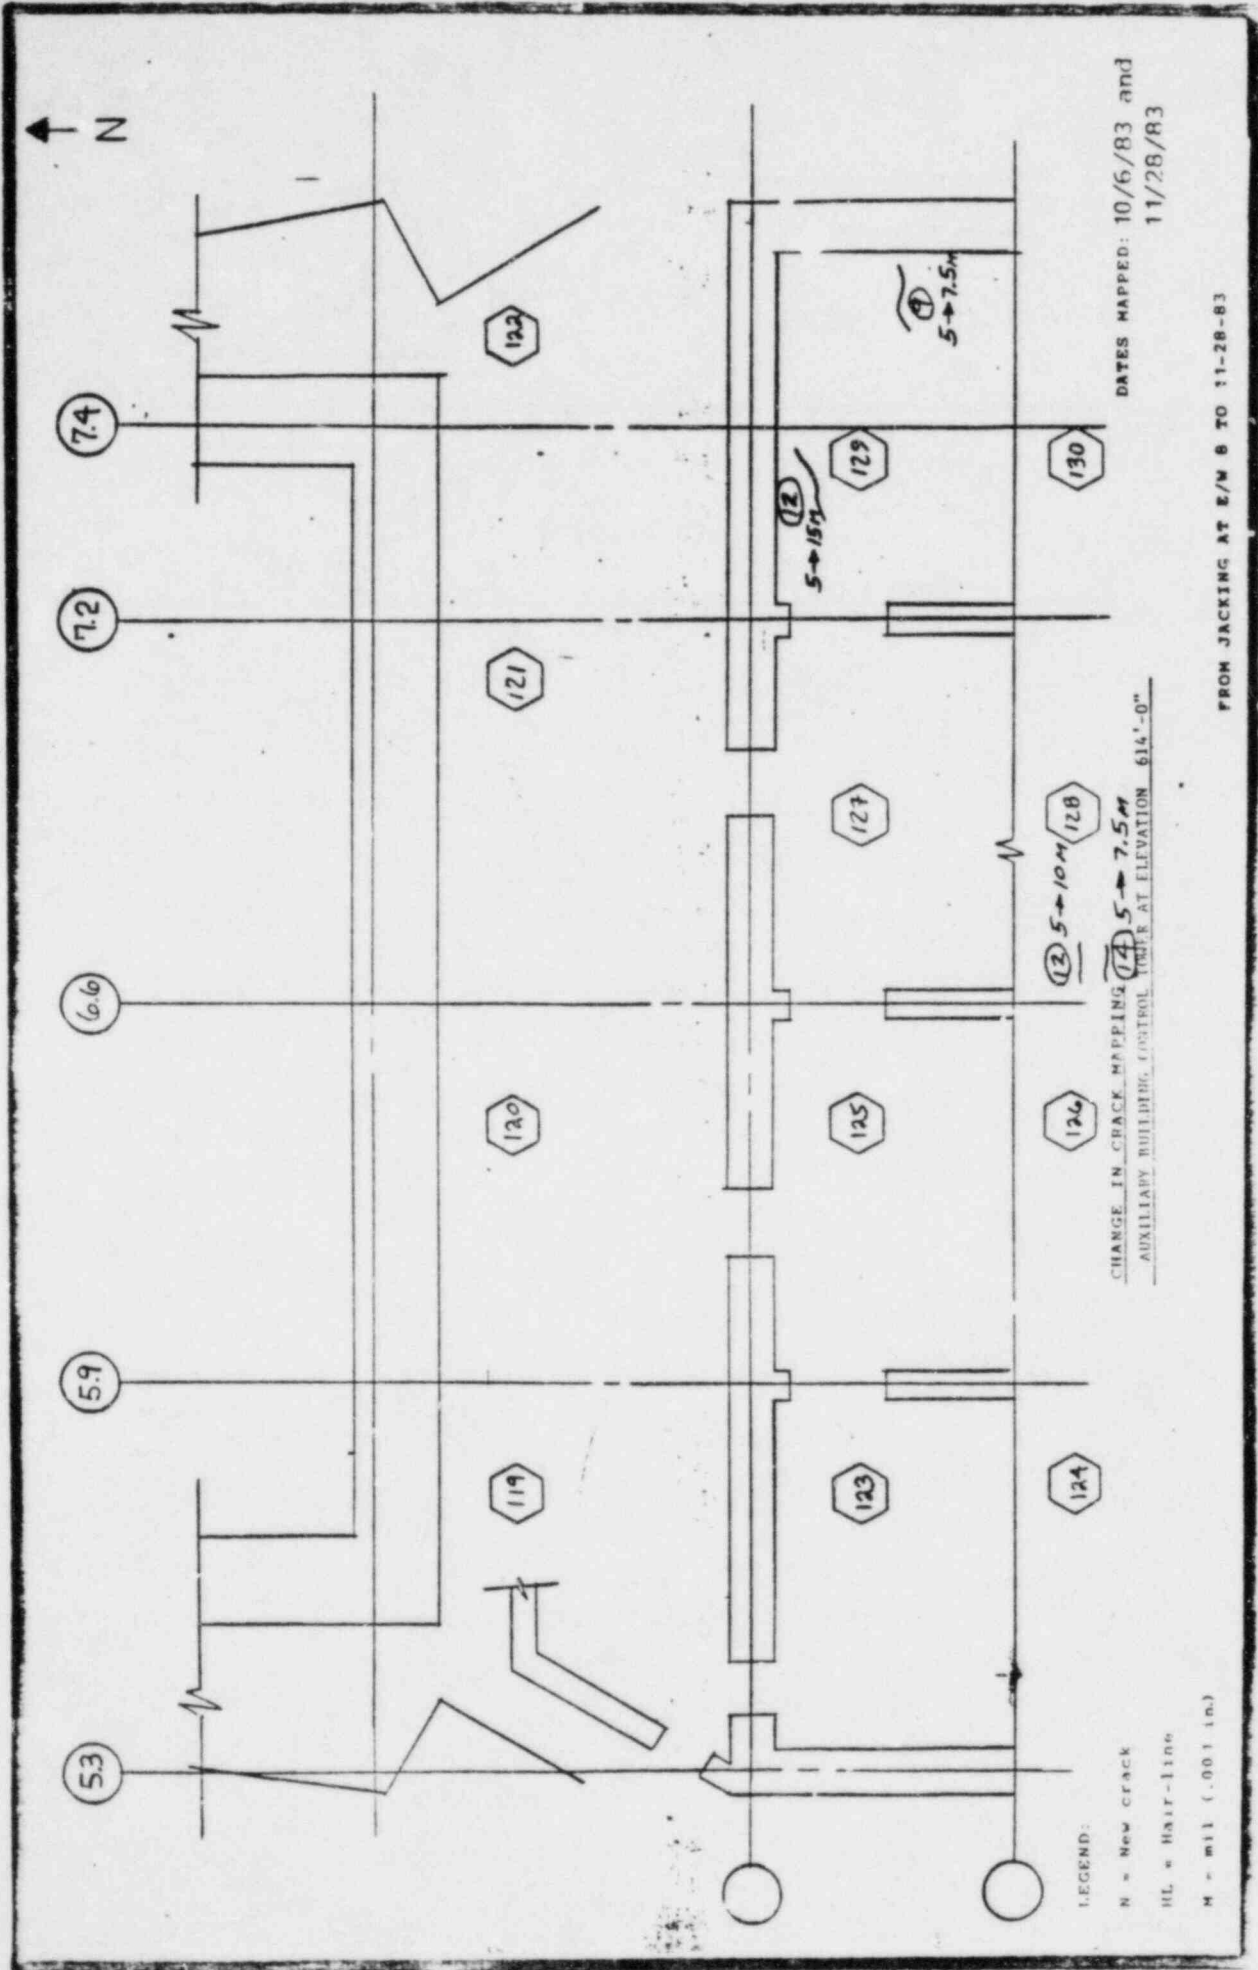 N
5.3
5.9
6.6
7.2
7.4
119
120
121
122
123
125
127
129
12
5→15M
9
5→7.5M
124
126
128
130
12 5→10M
14 5→7.5M
CHANGE IN CRACK MAPPING
AUXILIARY BUILDING CONTROL TOWER AT ELEVATION 614'-0"
DATES MAPPED: 10/6/83 and
11/28/83
FROM JACKING AT E/W 8 TO 11-28-83
LEGEND:
N = New crack
HL = Hair-line
M = mil (.001 in.)